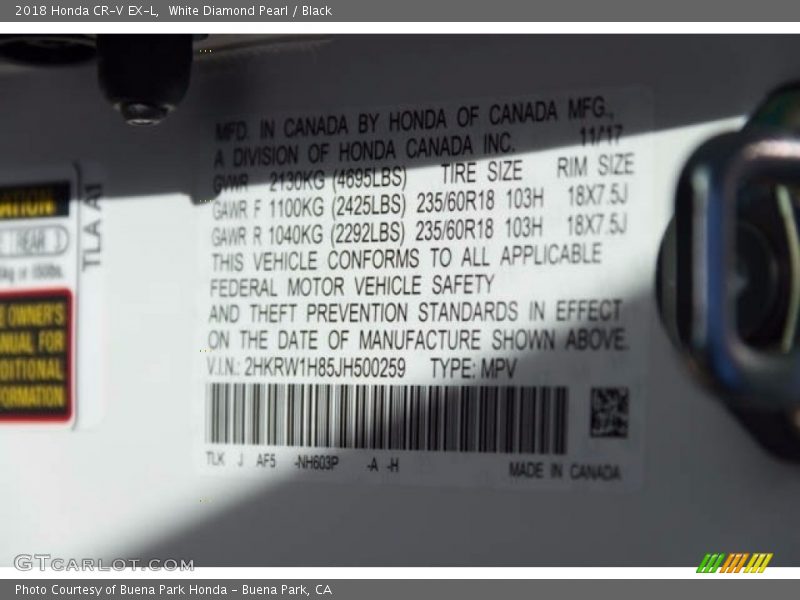 2018 Honda CR-V EX-L, White Diamond Pearl / Black
MFD. IN CANADA BY HONDA OF CANADA MFG.,
A DIVISION OF HONDA CANADA INC. 11/17
GVWR 2130KG (4695LBS) TIRE SIZE RIM SIZE
GAWR F 1100KG (2425LBS) 235/60R18 103H 18X7.5J
GAWR R 1040KG (2292LBS) 235/60R18 103H 18X7.5J
THIS VEHICLE CONFORMS TO ALL APPLICABLE
FEDERAL MOTOR VEHICLE SAFETY
AND THEFT PREVENTION STANDARDS IN EFFECT
ON THE DATE OF MANUFACTURE SHOWN ABOVE.
V.I.N.: 2HKRW1H85JH500259 TYPE: MPV
TLK J AF5 -NH603P -A -H
MADE IN CANADA
TLA A1
REAR
OWNER'S
FOR
GTCARLOT.COM
Photo Courtesy of Buena Park Honda - Buena Park, CA